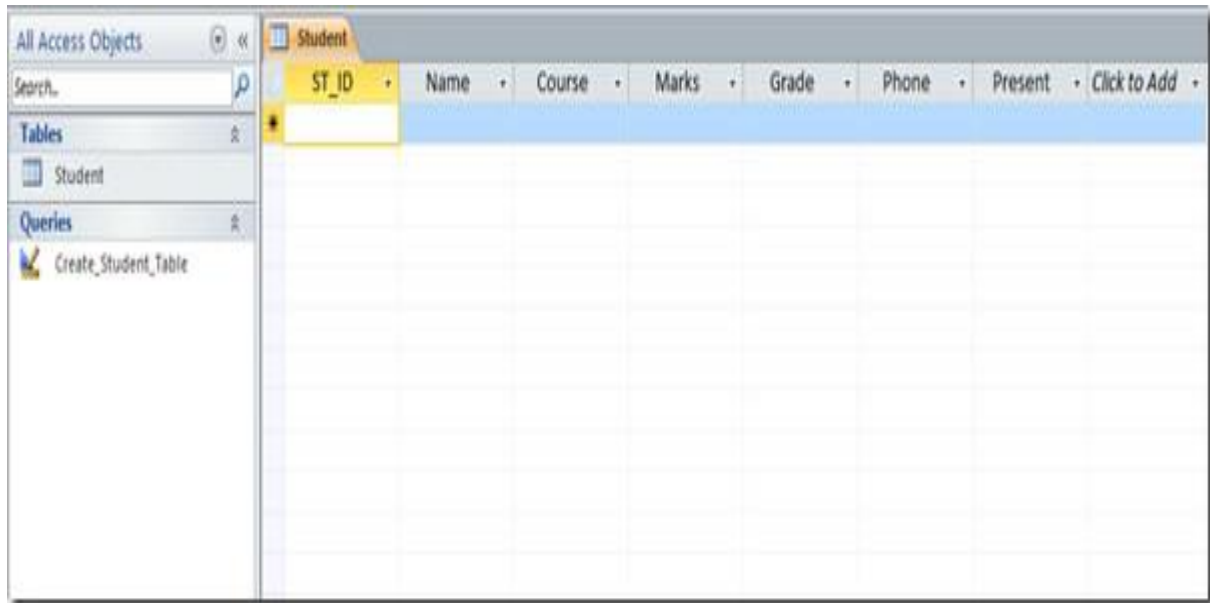 All Access Objects
Search..
Tables
Student
Queries
Create_Student_Table
Student
ST_ID Name Course Marks Grade Phone Present Click to Add